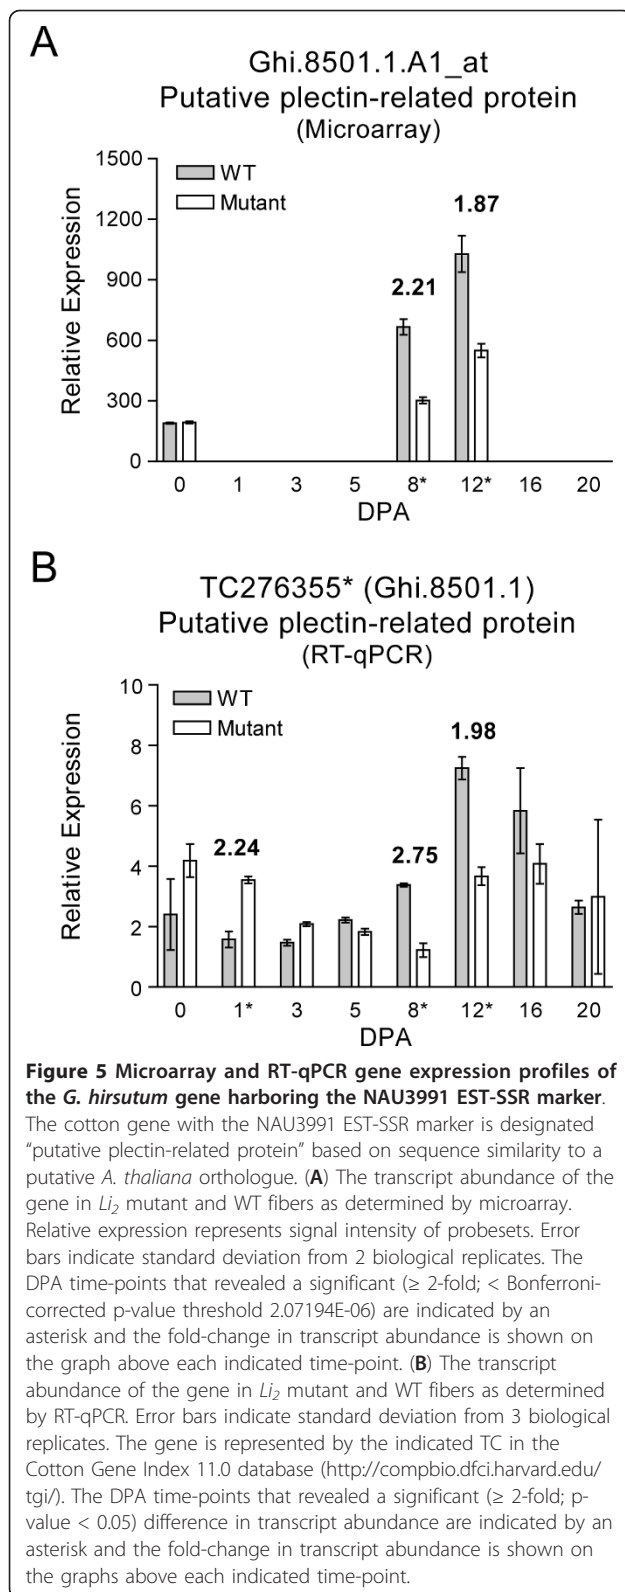 A
Ghi.8501.1.A1_at
Putative plectin-related protein
(Microarray)
1500
1200
900
600
300
0
Relative Expression
WT
Mutant
2.21
1.87
0 1 3 5 8* 12* 16 20
DPA
B
TC276355* (Ghi.8501.1)
Putative plectin-related protein
(RT-qPCR)
10
8
6
4
2
0
Relative Expression
WT
Mutant
2.24
2.75
1.98
0 1* 3 5 8* 12* 16 20
DPA
Figure 5 Microarray and RT-qPCR gene expression profiles of
the G. hirsutum gene harboring the NAU3991 EST-SSR marker.
The cotton gene with the NAU3991 EST-SSR marker is designated
“putative plectin-related protein” based on sequence similarity to a
putative A. thaliana orthologue. (A) The transcript abundance of the
gene in Li2 mutant and WT fibers as determined by microarray.
Relative expression represents signal intensity of probesets. Error
bars indicate standard deviation from 2 biological replicates. The
DPA time-points that revealed a significant (≥ 2-fold; < Bonferroni-
corrected p-value threshold 2.07194E-06) are indicated by an
asterisk and the fold-change in transcript abundance is shown on
the graph above each indicated time-point. (B) The transcript
abundance of the gene in Li2 mutant and WT fibers as determined
by RT-qPCR. Error bars indicate standard deviation from 3 biological
replicates. The gene is represented by the indicated TC in the
Cotton Gene Index 11.0 database (http://compbio.dfci.harvard.edu/
tgi/). The DPA time-points that revealed a significant (≥ 2-fold; p-
value < 0.05) difference in transcript abundance are indicated by an
asterisk and the fold-change in transcript abundance is shown on
the graphs above each indicated time-point.